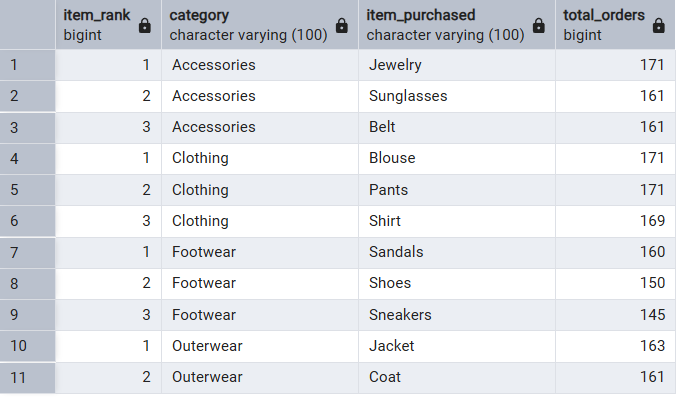 item_rank category item_purchased total_orders
bigint character varying (100) character varying (100) bigint
1 1 Accessories Jewelry 171
2 2 Accessories Sunglasses 161
3 3 Accessories Belt 161
4 1 Clothing Blouse 171
5 2 Clothing Pants 171
6 3 Clothing Shirt 169
7 1 Footwear Sandals 160
8 2 Footwear Shoes 150
9 3 Footwear Sneakers 145
10 1 Outerwear Jacket 163
11 2 Outerwear Coat 161